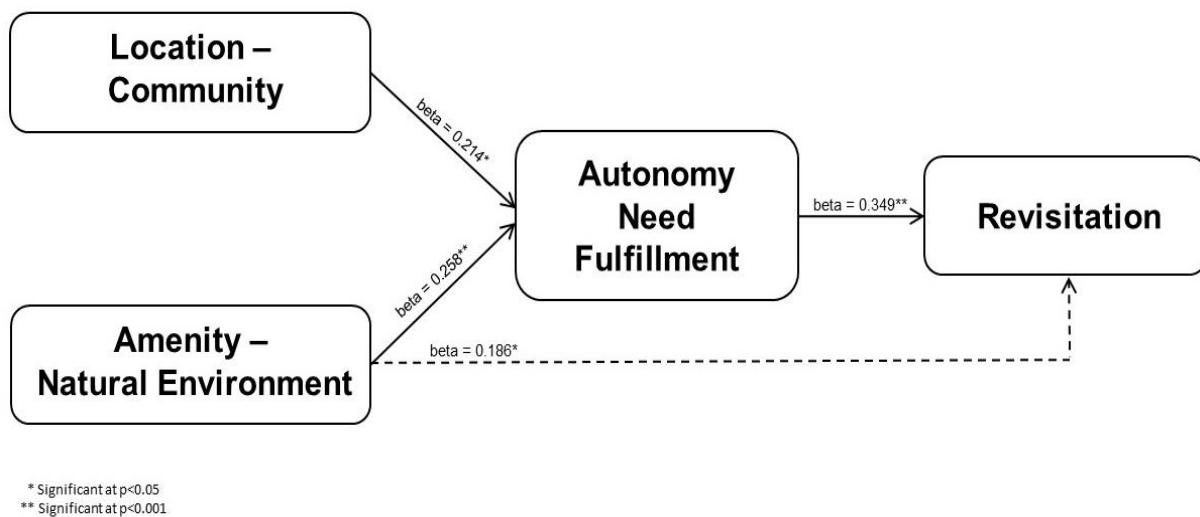 Location –
Community
beta = 0.214*
Autonomy
Need
Fulfillment
beta = 0.349**
Revisitation
beta = 0.258**
Amenity –
Natural Environment
beta = 0.186*
* Significant at p<0.05
** Significant at p<0.001